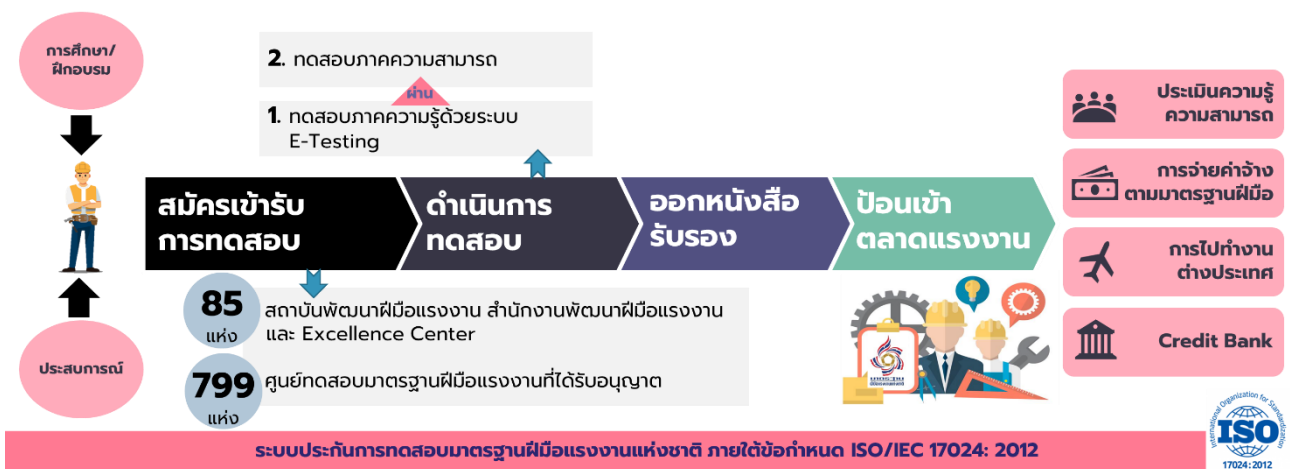 การศึกษา/
ฝึกอบรม
2. ทดสอบภาคความสามารถ
ผ่าน
1. ทดสอบภาคความรู้ด้วยระบบ
E-Testing
สมัครเข้ารับ
การทดสอบ
ดำเนินการ
ทดสอบ
ออกหนังสือ
รับรอง
ป้อนเข้า
ตลาดแรงงาน
85
แห่ง
สถาบันพัฒนาฝีมือแรงงาน สำนักงานพัฒนาฝีมือแรงงาน
และ Excellence Center
799
แห่ง
ศูนย์ทดสอบมาตรฐานฝีมือแรงงานที่ได้รับอนุญาต
ประสบการณ์
ประเมินความรู้
ความสามารถ
การจ่ายค่าจ้าง
ตามมาตรฐานฝีมือ
การไปทำงาน
ต่างประเทศ
Credit Bank
ระบบประกันการทดสอบมาตรฐานฝีมือแรงงานแห่งชาติ ภายใต้ข้อกำหนด ISO/IEC 17024: 2012
International Organization for Standardization
ISO
17024:2012